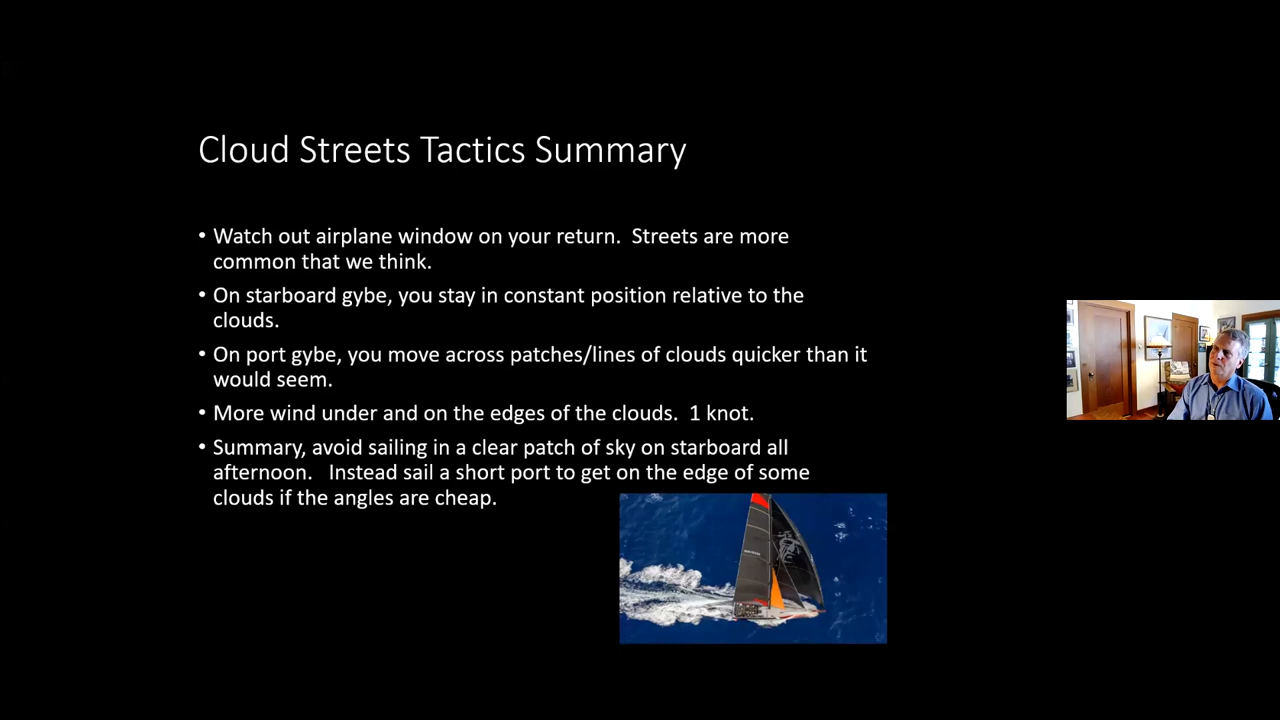 Cloud Streets Tactics Summary
• Watch out airplane window on your return.  Streets are more
common that we think.
• On starboard gybe, you stay in constant position relative to the
clouds.
• On port gybe, you move across patches/lines of clouds quicker than it
would seem.
• More wind under and on the edges of the clouds.  1 knot.
• Summary, avoid sailing in a clear patch of sky on starboard all
afternoon.   Instead sail a short port to get on the edge of some
clouds if the angles are cheap.